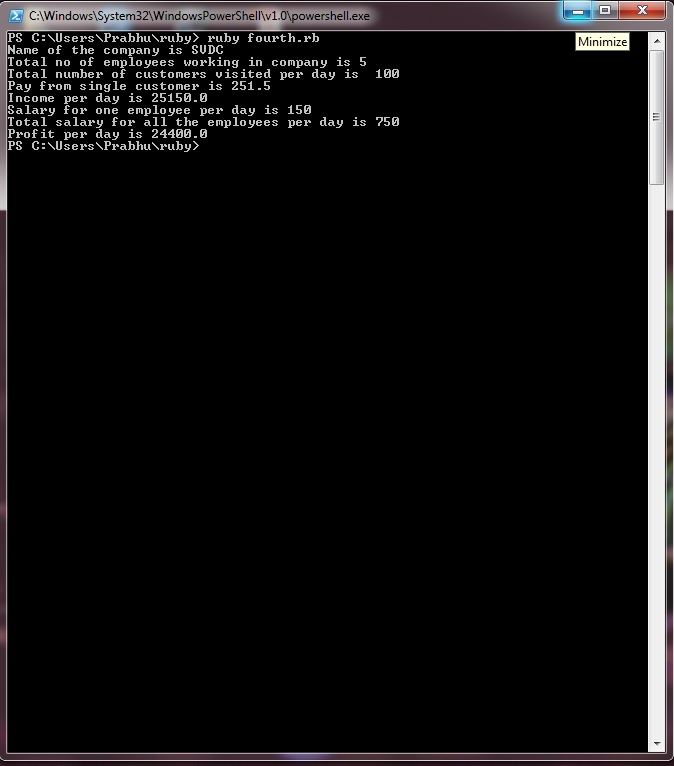 C:\Windows\System32\WindowsPowerShell\v1.0\powershell.exe
Minimize
PS C:\Users\Prabhu\ruby> ruby fourth.rb
Name of the company is SVDC
Total no of employees working in company is 5
Total number of customers visited per day is  100
Pay from single customer is 251.5
Income per day is 25150.0
Salary for one employee per day is 150
Total salary for all the employees per day is 750
Profit per day is 24400.0
PS C:\Users\Prabhu\ruby>